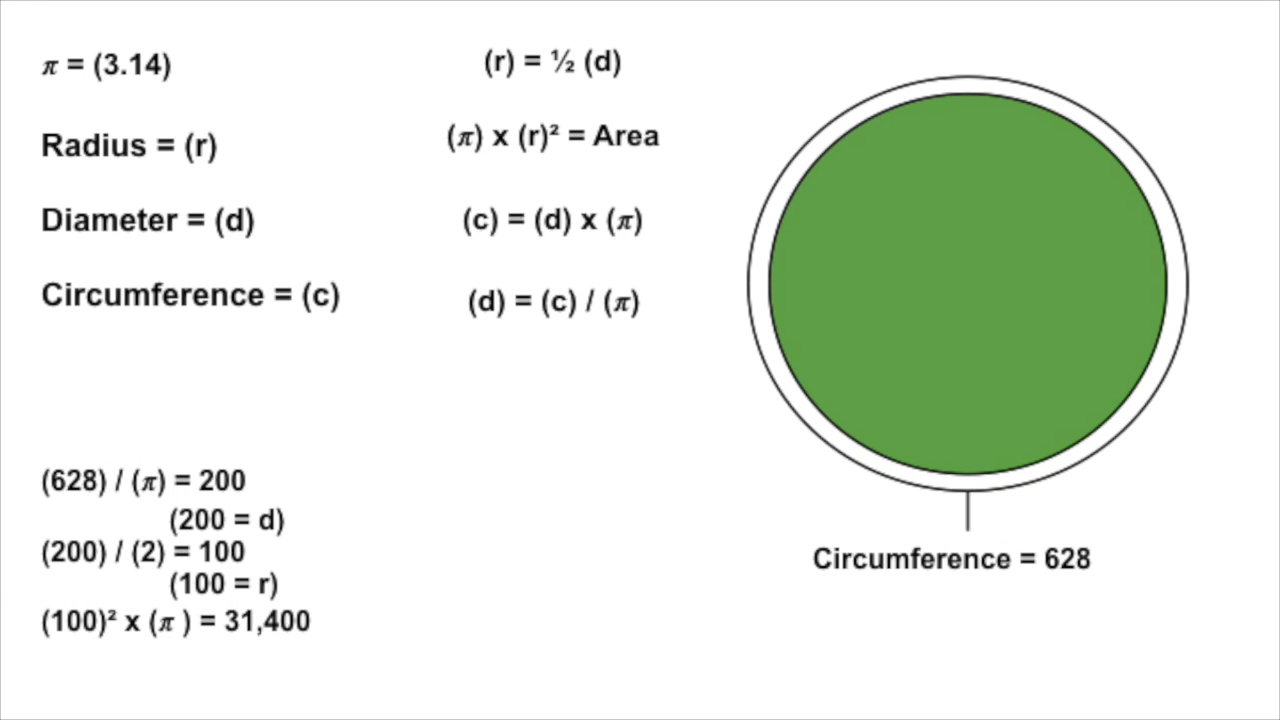 π = (3.14)
Radius = (r)
Diameter = (d)
Circumference = (c)
(r) = ½ (d)
(π) x (r)² = Area
(c) = (d) x (π)
(d) = (c) / (π)
(628) / (π) = 200
(200 = d)
(200) / (2) = 100
(100 = r)
(100)² x (π ) = 31,400
Circumference = 628